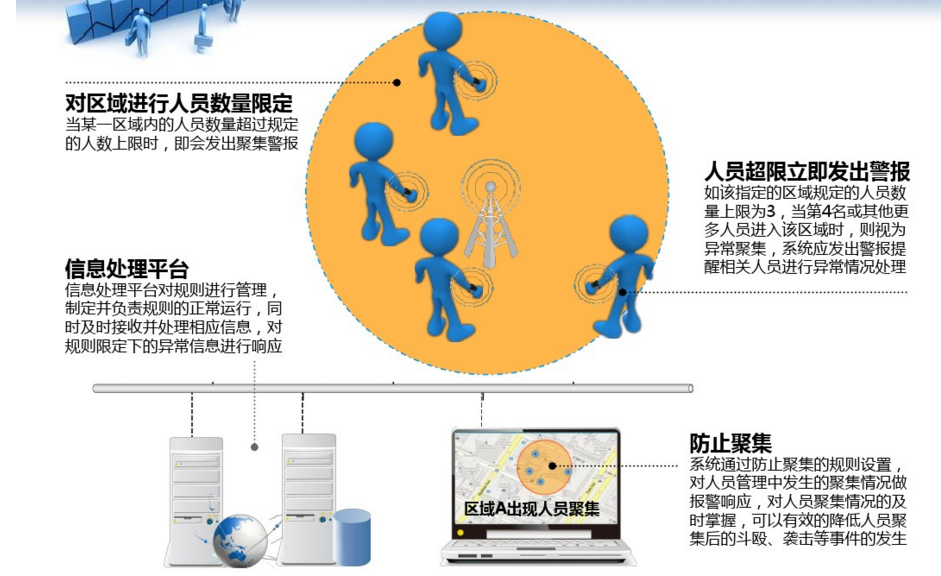 对区域进行人员数量限定
当某一区域内的人员数量超过规定
的人数上限时，即会发出聚集警报
人员超限立即发出警报
如该指定的区域规定的人员数
量上限为3，当第4名或其他更
多人员进入该区域时，则视为
异常聚集，系统应发出警报提
醒相关人员进行异常情况处理
信息处理平台
信息处理平台对规则进行管理，
制定并负责规则的正常运行，同
时及时接收并处理相应信息，对
规则限定下的异常信息进行响应
区域A出现人员聚集
防止聚集
系统通过防止聚集的规则设置，
对人员管理中发生的聚集情况做
报警响应，对人员聚集情况的及
时掌握，可以有效的降低人员聚
集后的斗殴、袭击等事件的发生